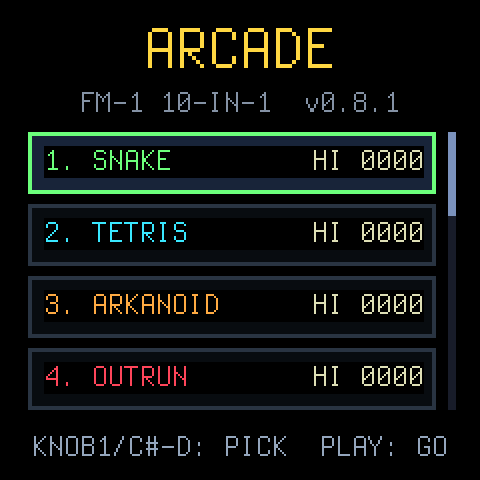 ARCADE
FM-1 10-IN-1 v0.8.1
1. SNAKE HI 0000
2. TETRIS HI 0000
3. ARKANOID HI 0000
4. OUTRUN HI 0000
KNOB1/C#-D: PICK PLAY: GO